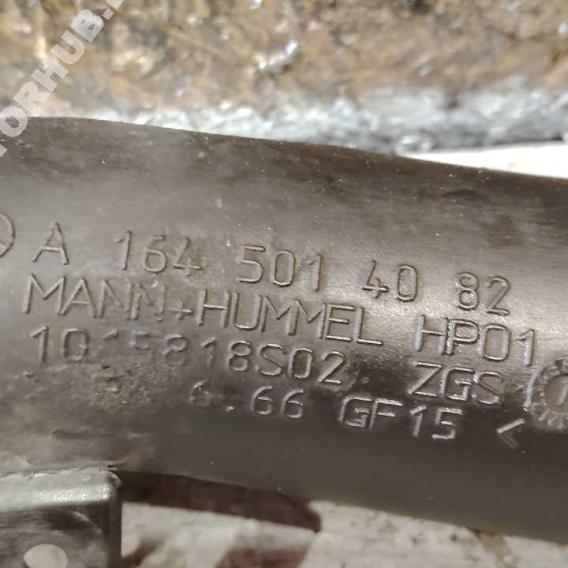 A 164 501 40 82
MANN+HUMMEL HP01
1015818S02 ZGS
6.66 GF15 <